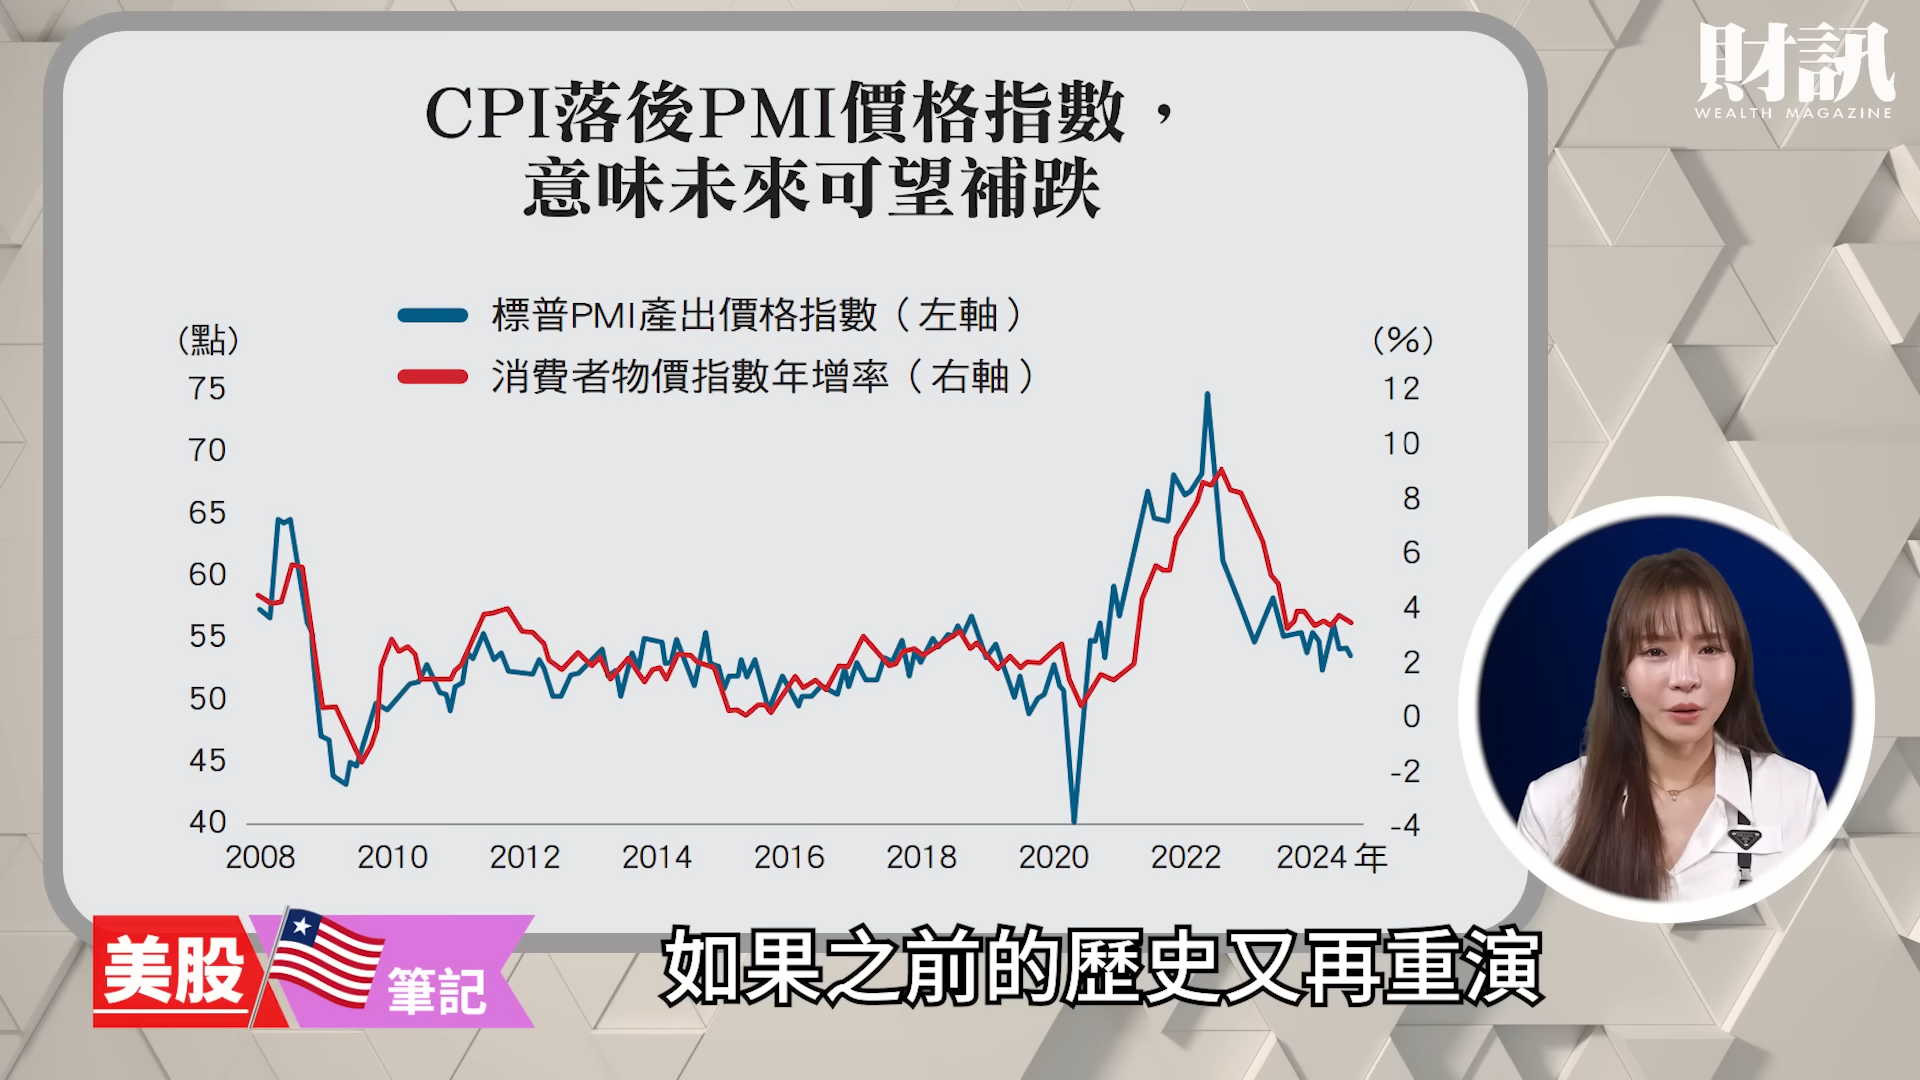 財訊
WEALTH MAGAZINE
CPI落後PMI價格指數，
意味未來可望補跌
標普PMI產出價格指數（左軸）
消費者物價指數年增率（右軸）
（點）
75
70
65
60
55
50
45
40
（%）
12
10
8
6
4
2
0
-2
-4
2008 2010 2012 2014 2016 2018 2020 2022 2024年
美股
筆記
如果之前的歷史又再重演